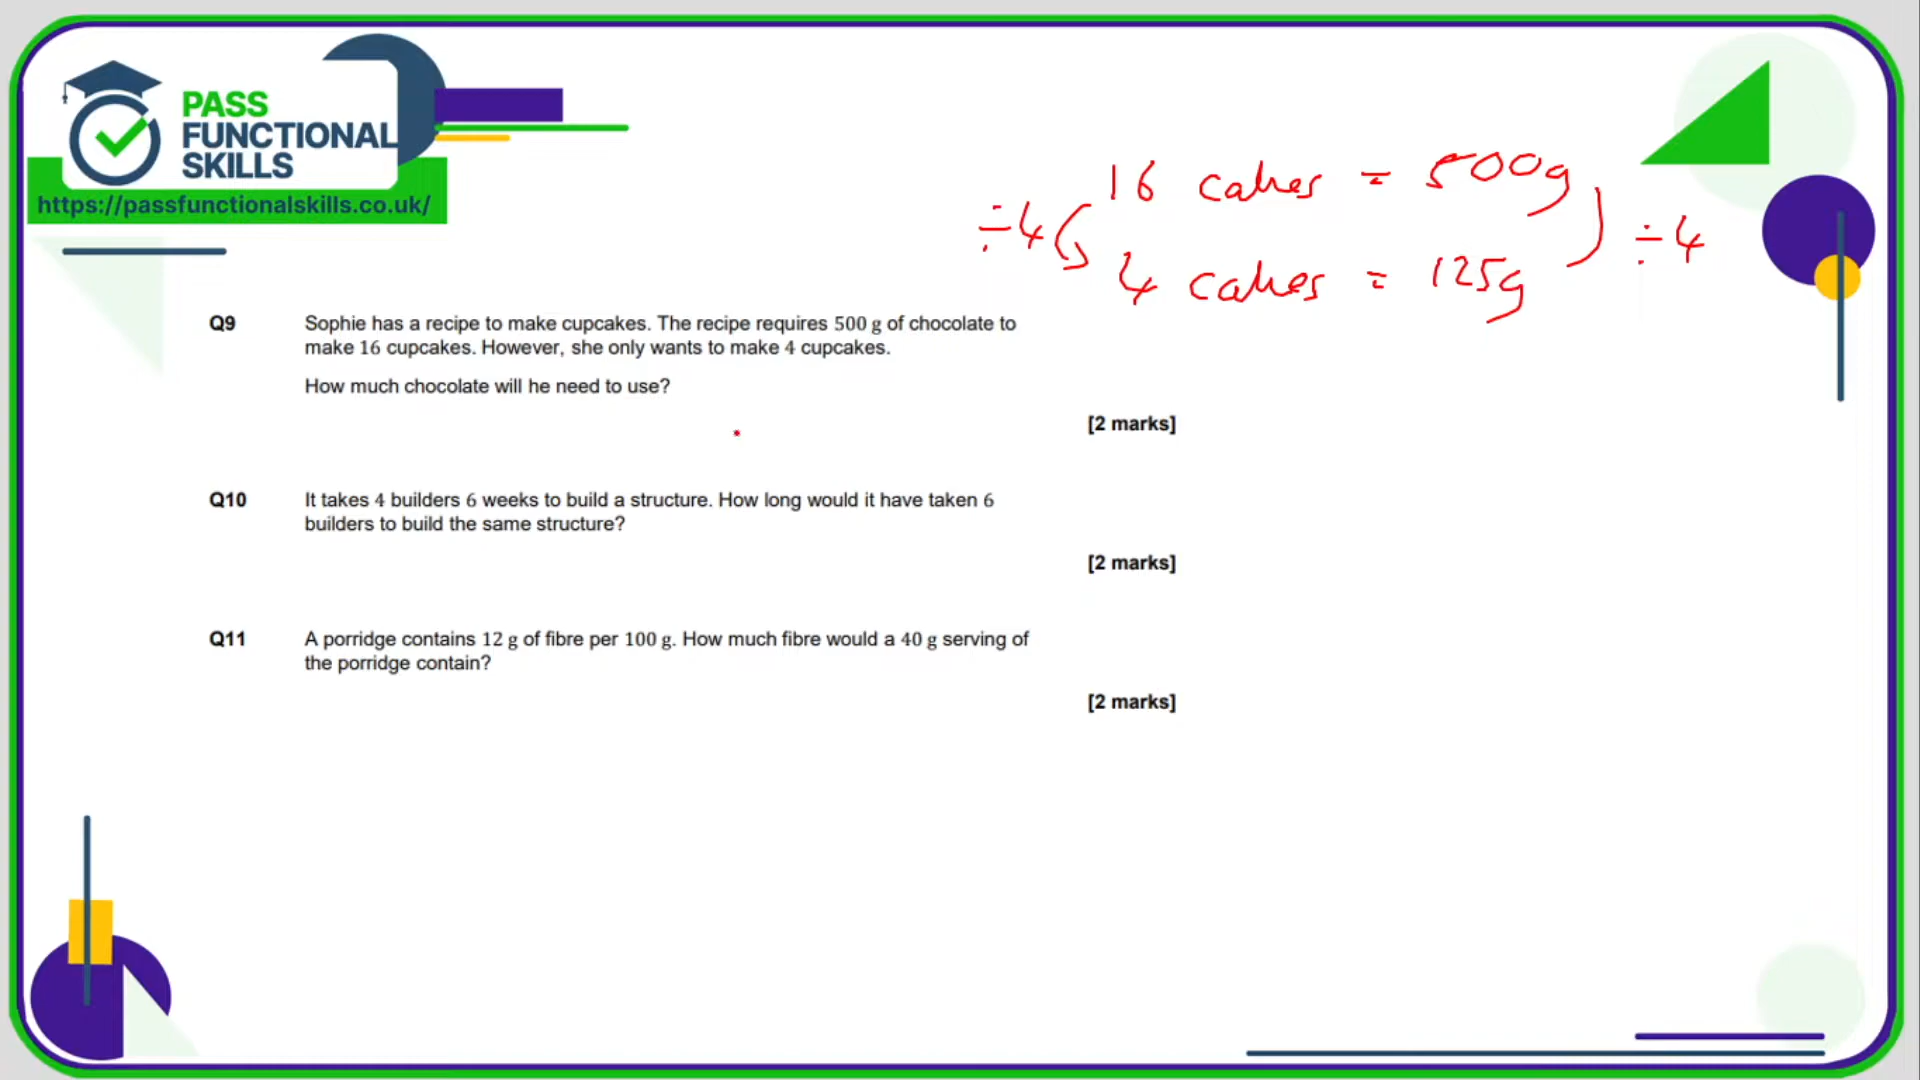 PASS
FUNCTIONAL
SKILLS
https://passfunctionalskills.co.uk/
16 cakes = 500g
÷4 ÷4
4 cakes = 125g
Q9 Sophie has a recipe to make cupcakes. The recipe requires 500 g of chocolate to
make 16 cupcakes. However, she only wants to make 4 cupcakes.
How much chocolate will he need to use?
[2 marks]
Q10 It takes 4 builders 6 weeks to build a structure. How long would it have taken 6
builders to build the same structure?
[2 marks]
Q11 A porridge contains 12 g of fibre per 100 g. How much fibre would a 40 g serving of
the porridge contain?
[2 marks]